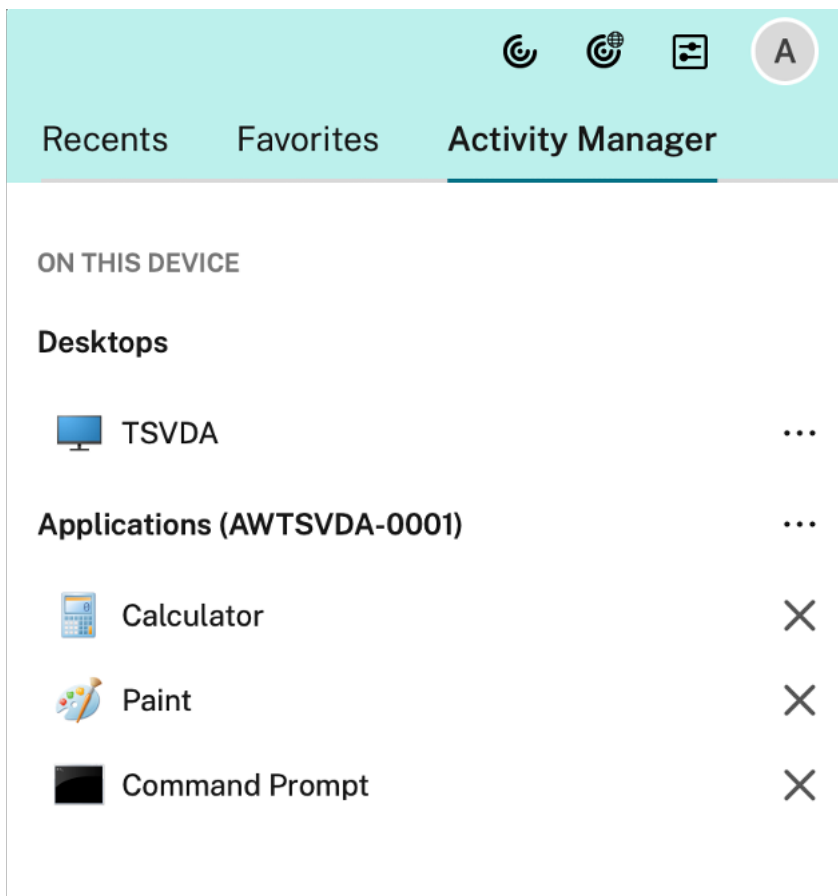 A
Recents Favorites Activity Manager
ON THIS DEVICE
Desktops
TSVDA
Applications (AWTSVDA-0001)
Calculator
Paint
Command Prompt